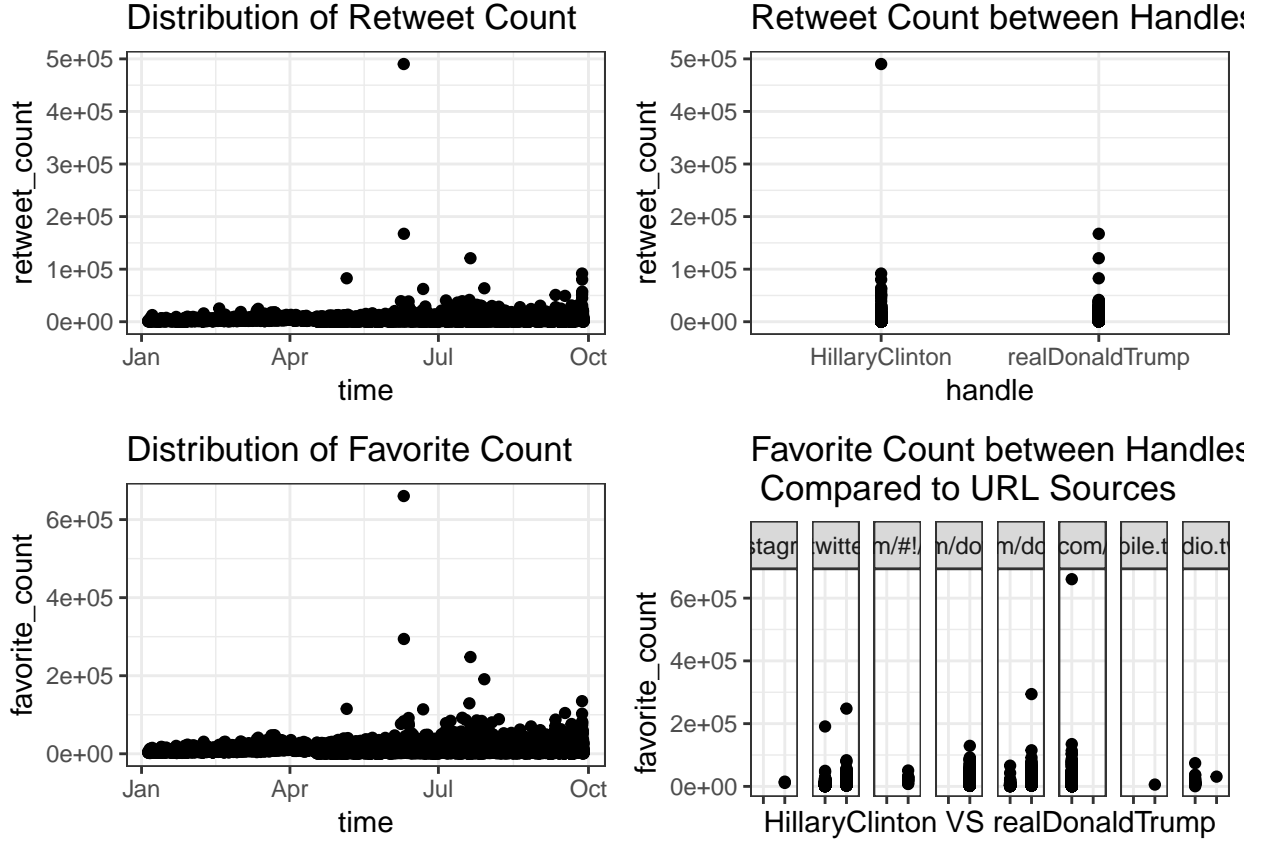 Distribution of Retweet Count
5e+05
4e+05
3e+05
2e+05
1e+05
0e+00
retweet_count
Jan Apr Jul Oct
time
Retweet Count between Handles
5e+05
4e+05
3e+05
2e+05
1e+05
0e+00
retweet_count
HillaryClinton realDonaldTrump
handle
Distribution of Favorite Count
6e+05
4e+05
2e+05
0e+00
favorite_count
Jan Apr Jul Oct
time
Favorite Count between Handles
Compared to URL Sources
stagr twitte m/#!/ m/do m/do com/ bile.t dio.tw
6e+05
4e+05
2e+05
0e+00
favorite_count
HillaryClinton VS realDonaldTrump